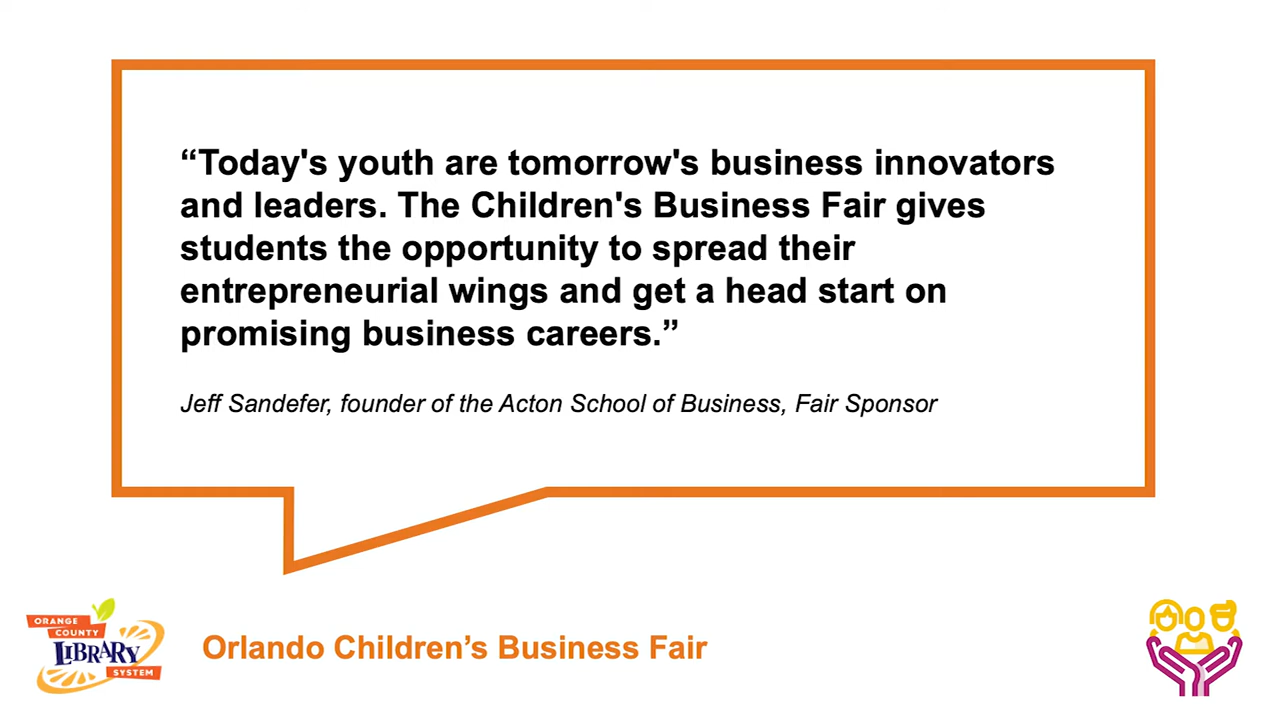 “Today's youth are tomorrow's business innovators
and leaders. The Children's Business Fair gives
students the opportunity to spread their
entrepreneurial wings and get a head start on
promising business careers.”
Jeff Sandefer, founder of the Acton School of Business, Fair Sponsor
ORANGE
COUNTY
LIBRARY
SYSTEM
Orlando Children’s Business Fair